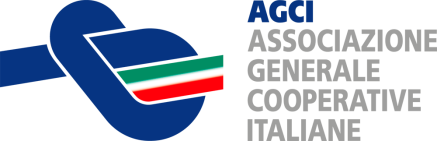 AGCI
ASSOCIAZIONE
GENERALE
COOPERATIVE
ITALIANE